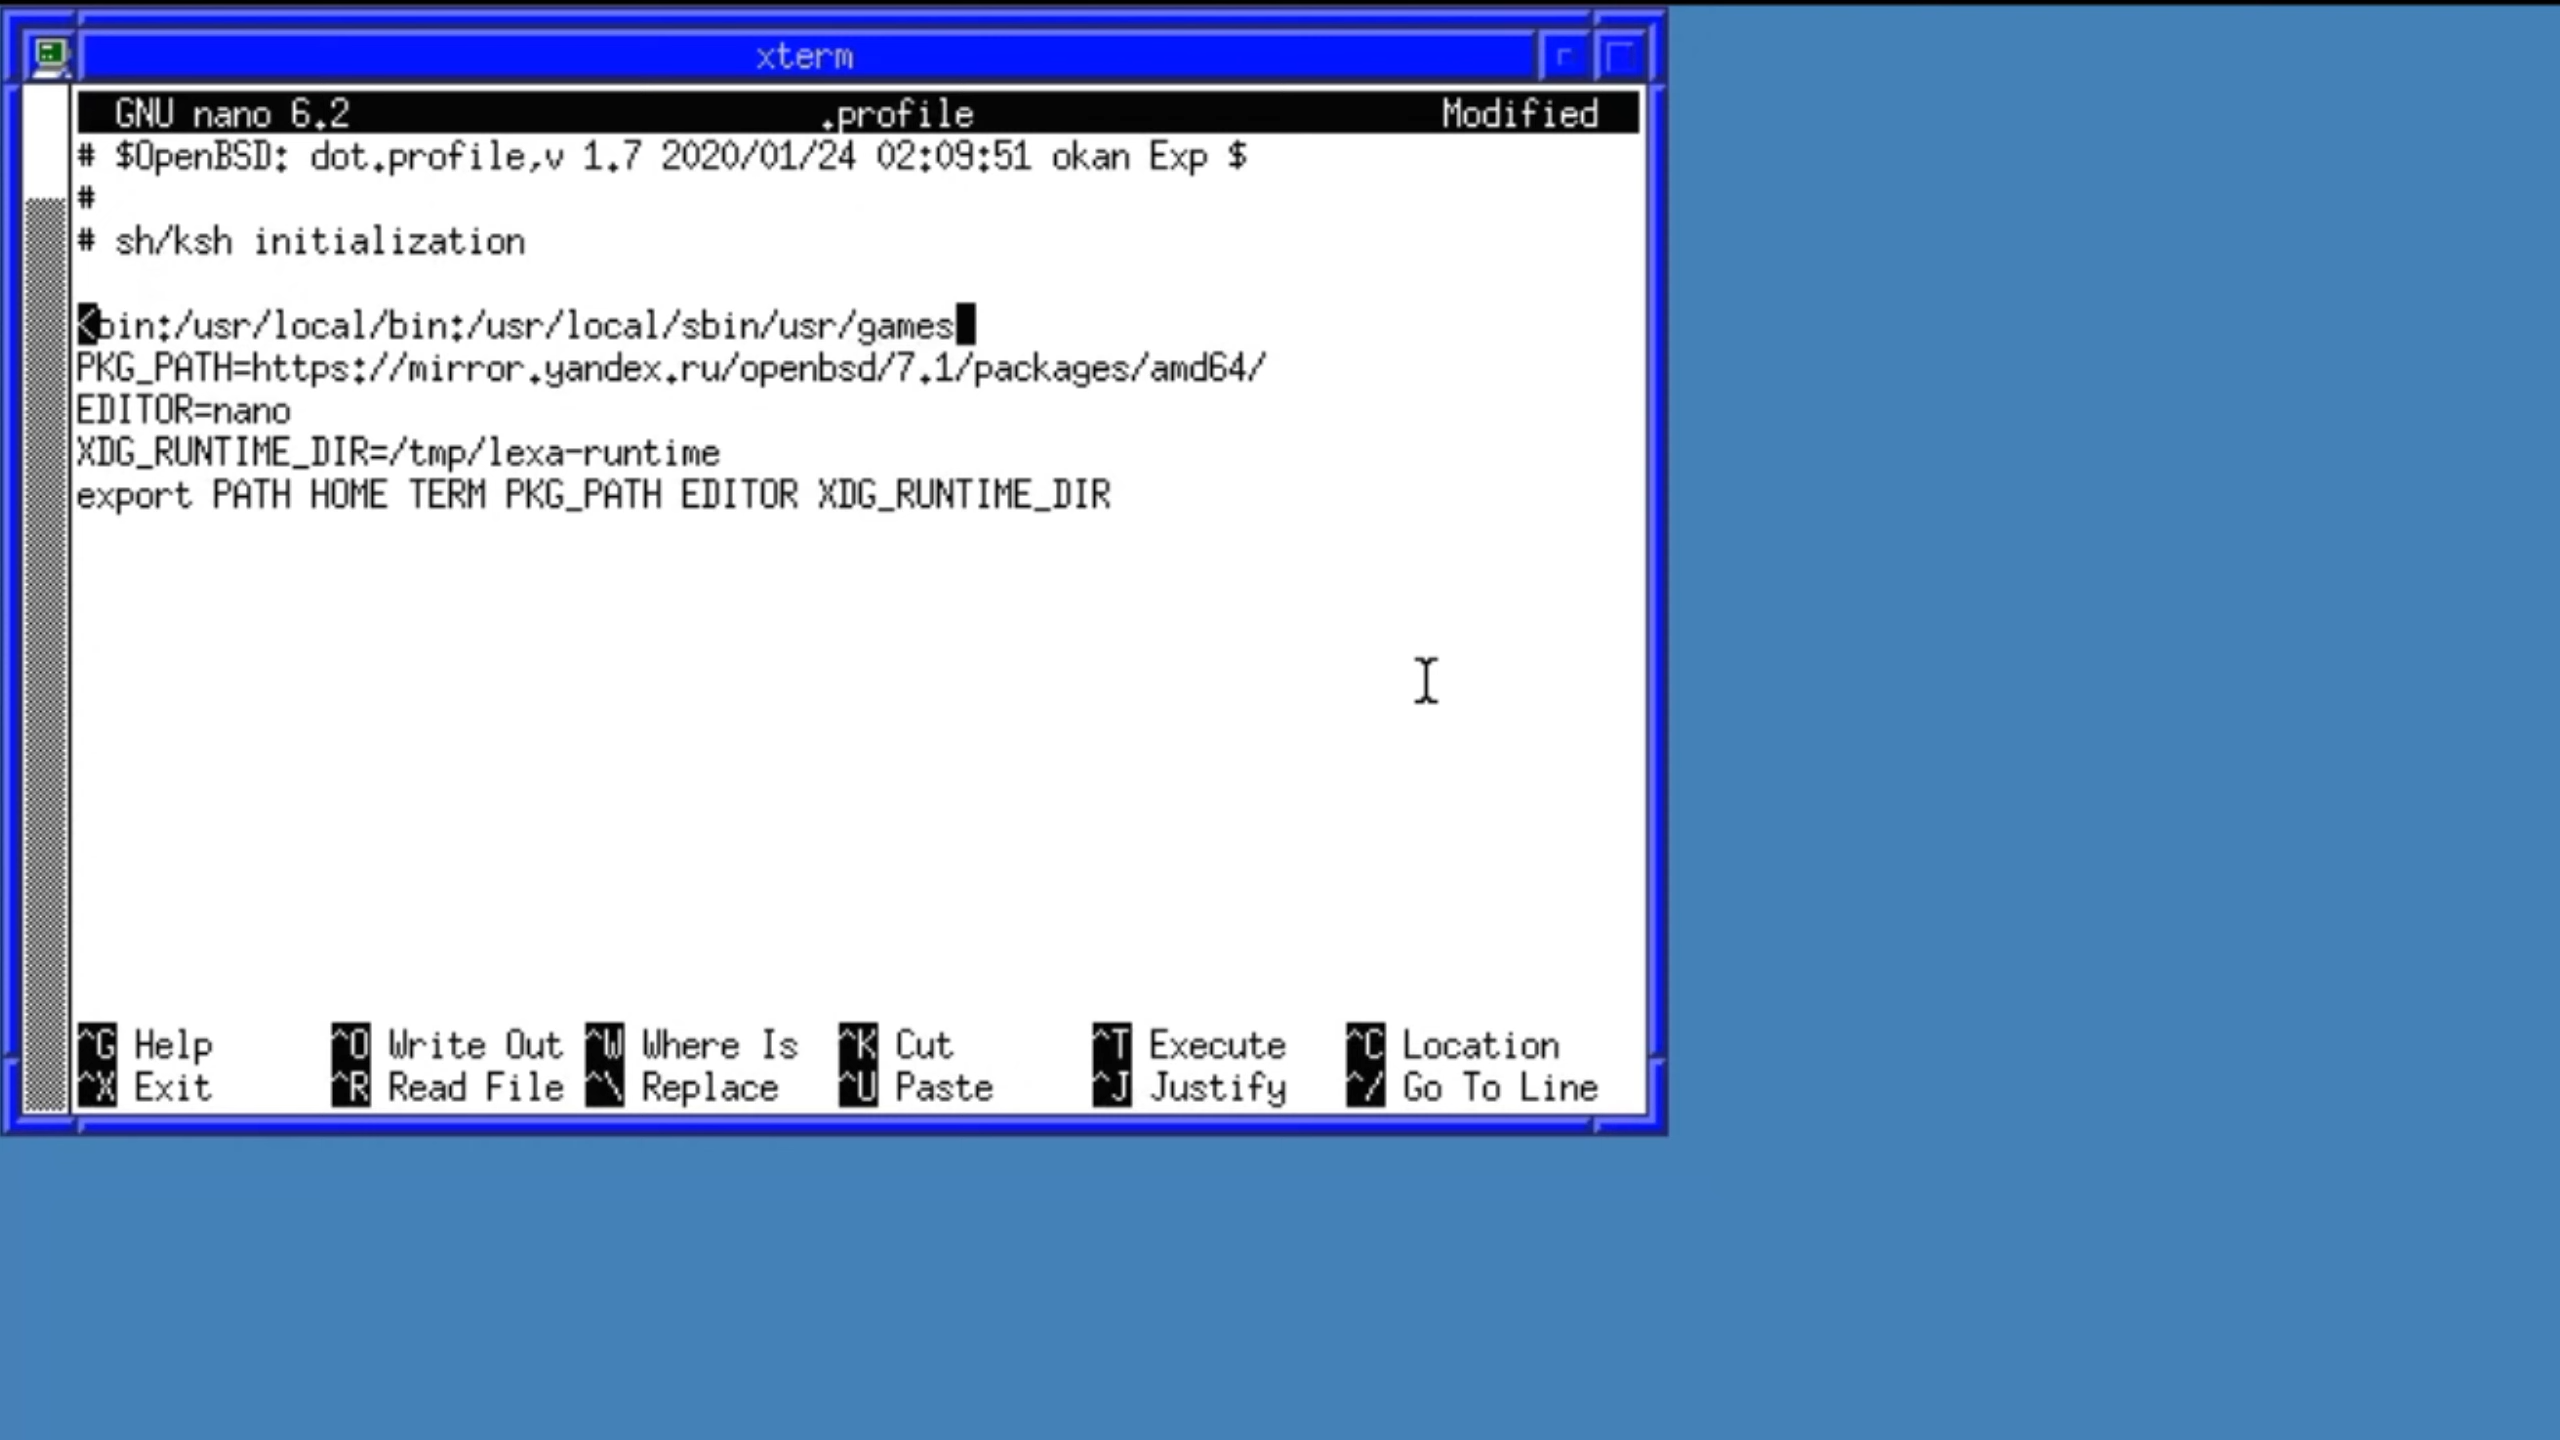 xterm
GNU nano 6.2 .profile Modified
# $OpenBSD: dot.profile,v 1.7 2020/01/24 02:09:51 okan Exp $
#
# sh/ksh initialization
<bin:/usr/local/bin:/usr/local/sbin/usr/games
PKG_PATH=https://mirror.yandex.ru/openbsd/7.1/packages/amd64/
EDITOR=nano
XDG_RUNTIME_DIR=/tmp/lexa-runtime
export PATH HOME TERM PKG_PATH EDITOR XDG_RUNTIME_DIR
^G Help ^O Write Out ^W Where Is ^K Cut ^T Execute ^C Location
^X Exit ^R Read File ^\ Replace ^U Paste ^J Justify ^/ Go To Line